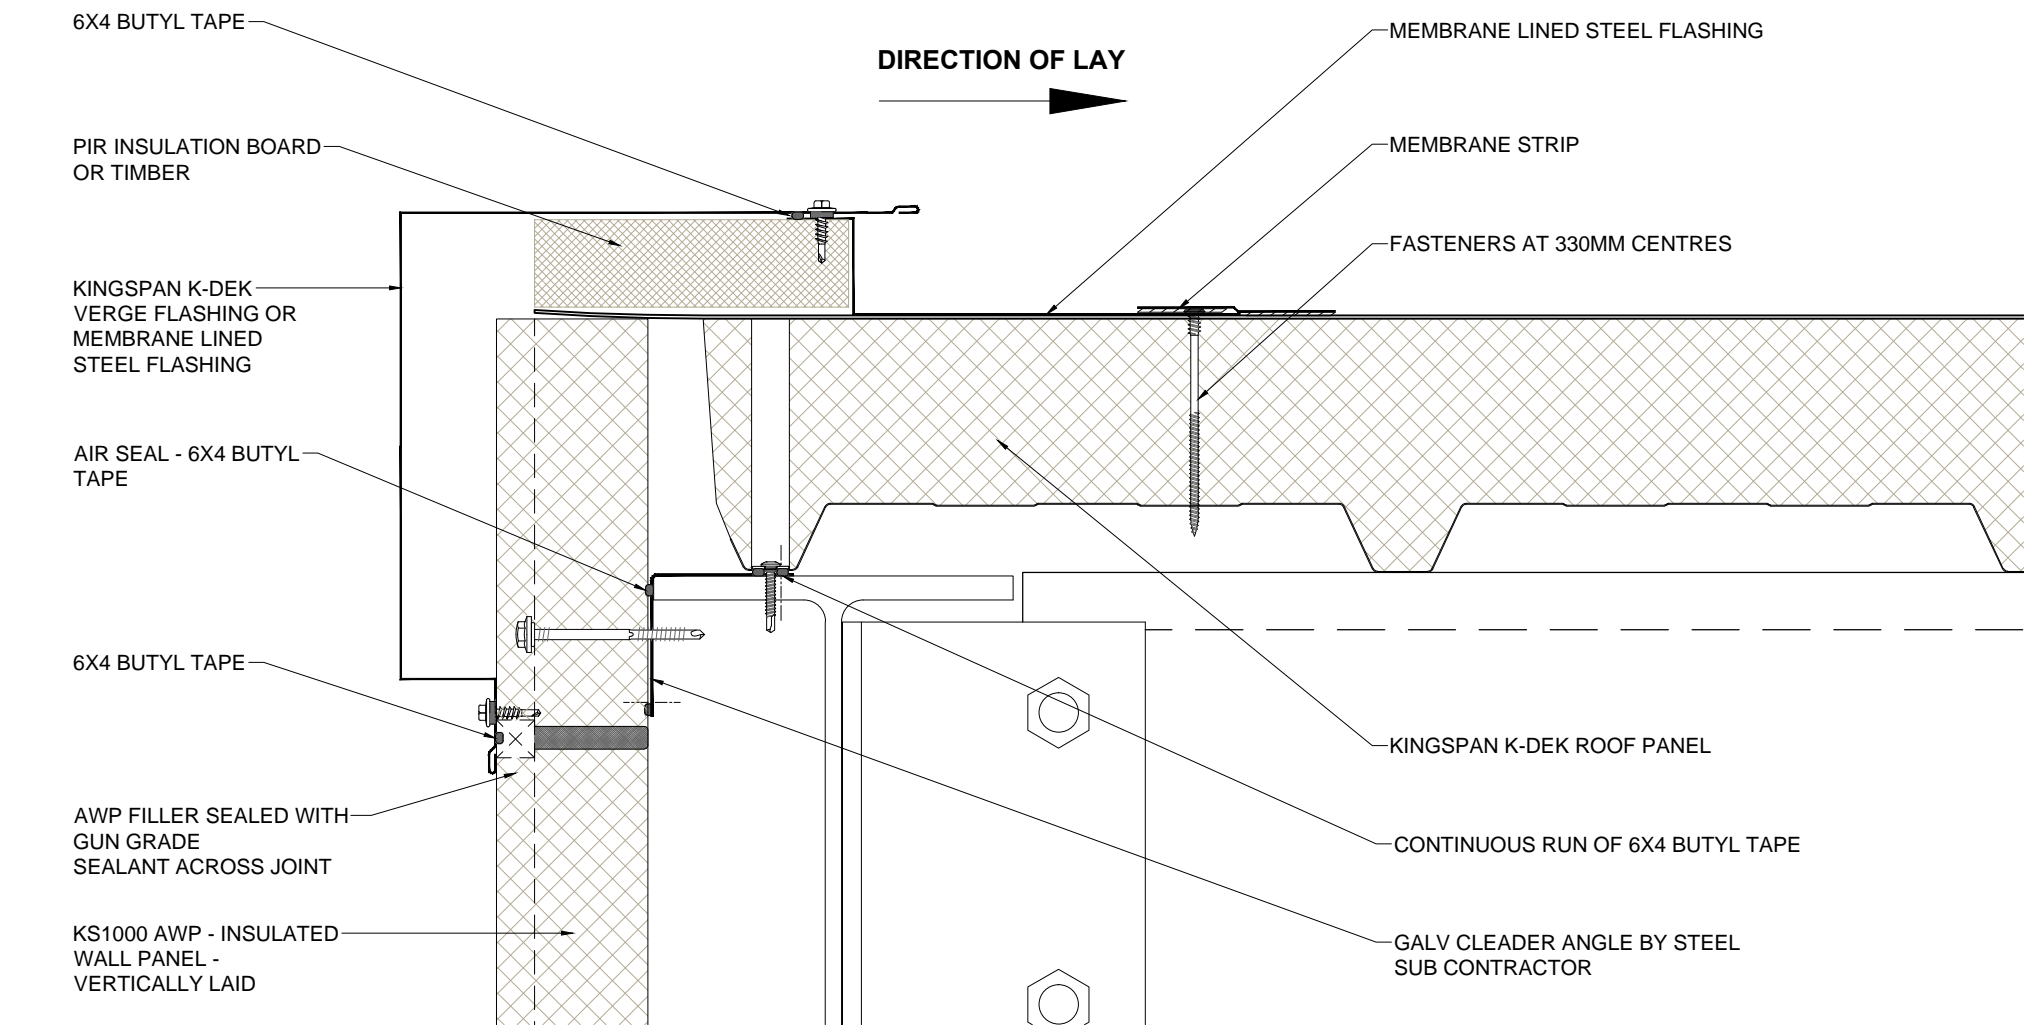 6X4 BUTYL TAPE
PIR INSULATION BOARD
OR TIMBER
KINGSPAN K-DEK
VERGE FLASHING OR
MEMBRANE LINED
STEEL FLASHING
AIR SEAL - 6X4 BUTYL
TAPE
6X4 BUTYL TAPE
AWP FILLER SEALED WITH
GUN GRADE
SEALANT ACROSS JOINT
KS1000 AWP - INSULATED
WALL PANEL -
VERTICALLY LAID
DIRECTION OF LAY
MEMBRANE LINED STEEL FLASHING
MEMBRANE STRIP
FASTENERS AT 330MM CENTRES
KINGSPAN K-DEK ROOF PANEL
CONTINUOUS RUN OF 6X4 BUTYL TAPE
GALV CLEADER ANGLE BY STEEL
SUB CONTRACTOR